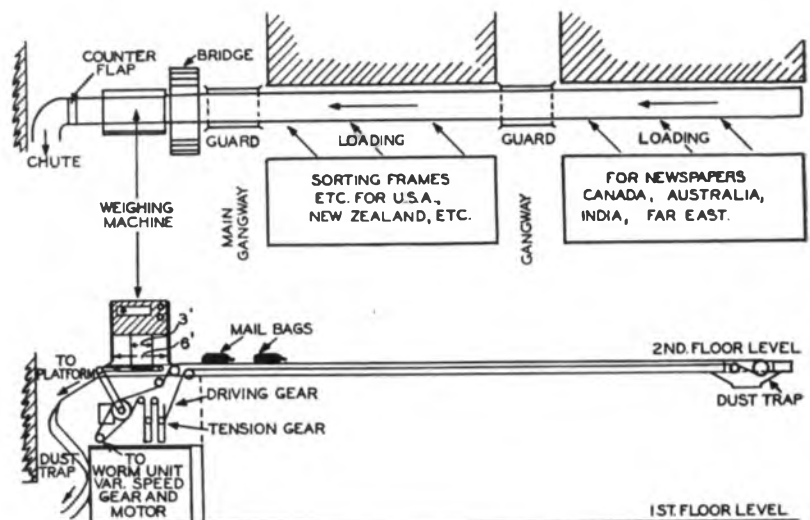 COUNTER
FLAP
BRIDGE
CHUTE
GUARD
LOADING
GUARD
LOADING
WEIGHING
MACHINE
MAIN
GANGWAY
SORTING FRAMES
ETC. FOR U.S.A.,
NEW ZEALAND, ETC.
GANGWAY
FOR NEWSPAPERS
CANADA, AUSTRALIA,
INDIA, FAR EAST.
3'
6'
MAIL BAGS
2ND. FLOOR LEVEL
TO
PLATFORM
DRIVING GEAR
DUST TRAP
TENSION GEAR
DUST
TRAP
TO
WORM UNIT
VAR. SPEED
GEAR AND
MOTOR
1ST. FLOOR LEVEL